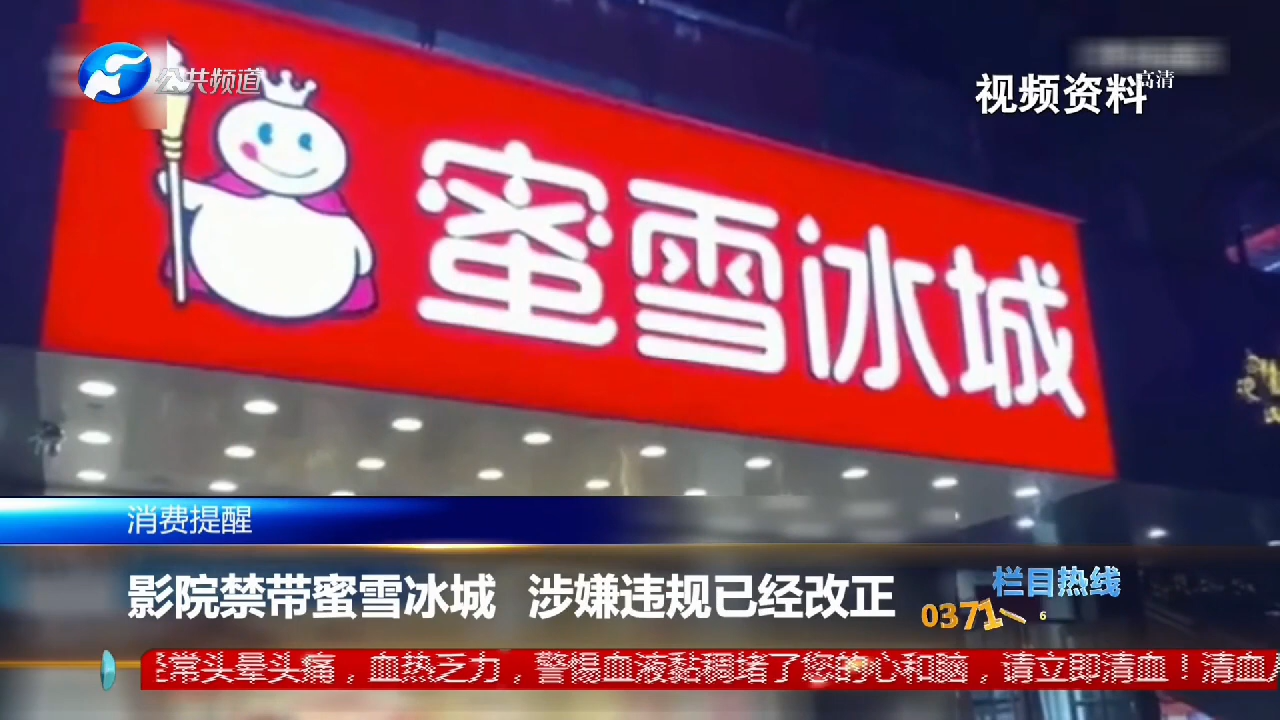 公共频道
高清
视频资料
蜜雪冰城
消费提醒
影院禁带蜜雪冰城 涉嫌违规已经改正
栏目热线
0371
6
经常头晕头痛，血热乏力，警惕血液黏稠堵了您的心和脑，请立即清血！清血